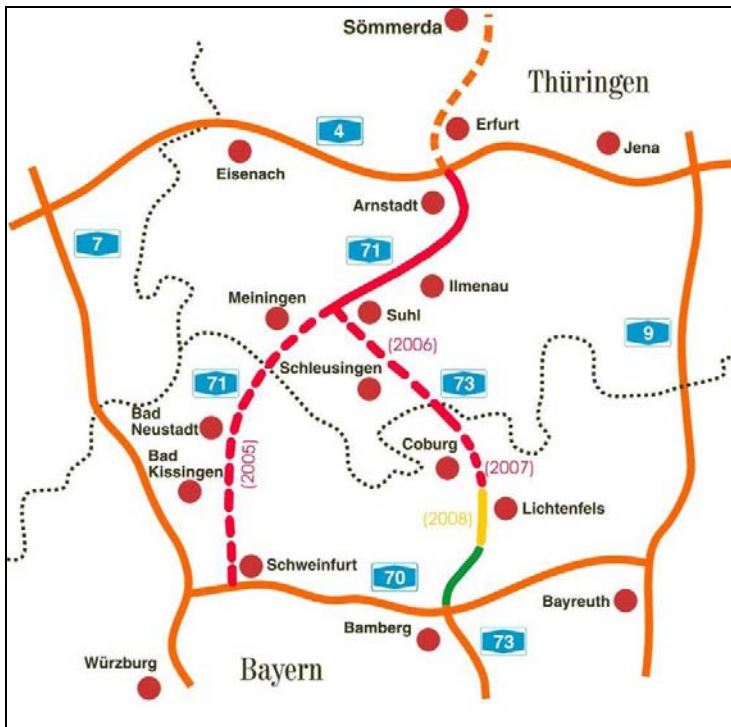 Sömmerda
Thüringen
4
Erfurt
Jena
Eisenach
Arnstadt
7
71
Ilmenau
Meiningen
Suhl
9
(2006)
71
Schleusingen
73
Bad
Neustadt
Coburg
Bad
Kissingen
(2005)
(2007)
Lichtenfels
(2008)
Schweinfurt
70
Bayreuth
Bamberg
73
Würzburg
Bayern